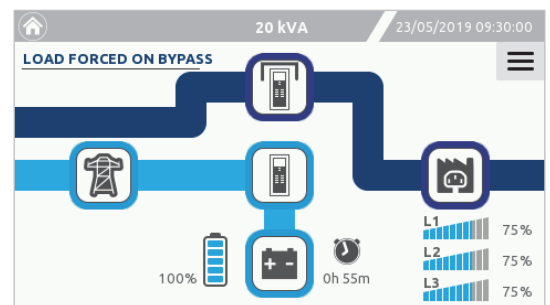 20 kVA
23/05/2019 09:30:00
LOAD FORCED ON BYPASS
L1
75%
L2
75%
100%
0h 55m
L3
75%